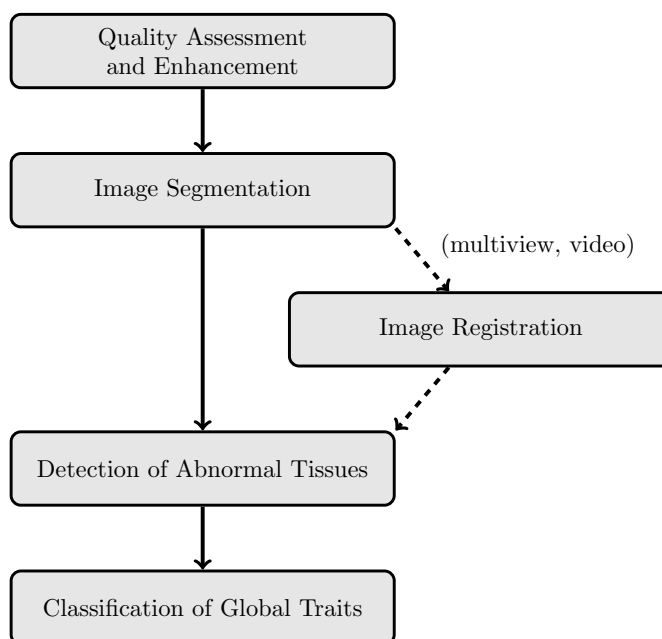 Quality Assessment
and Enhancement
Image Segmentation
(multiview, video)
Image Registration
Detection of Abnormal Tissues
Classification of Global Traits